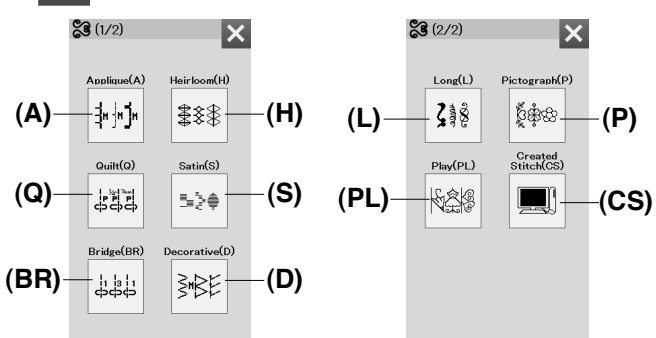 (1/2)
Applique(A) Heirloom(H)
(A) (H)
Quilt(Q) Satin(S)
(Q) (S)
Bridge(BR) Decorative(D)
(BR) (D)
(2/2)
Long(L) Pictograph(P)
(L) (P)
Play(PL) Created
Stitch(CS)
(PL) (CS)